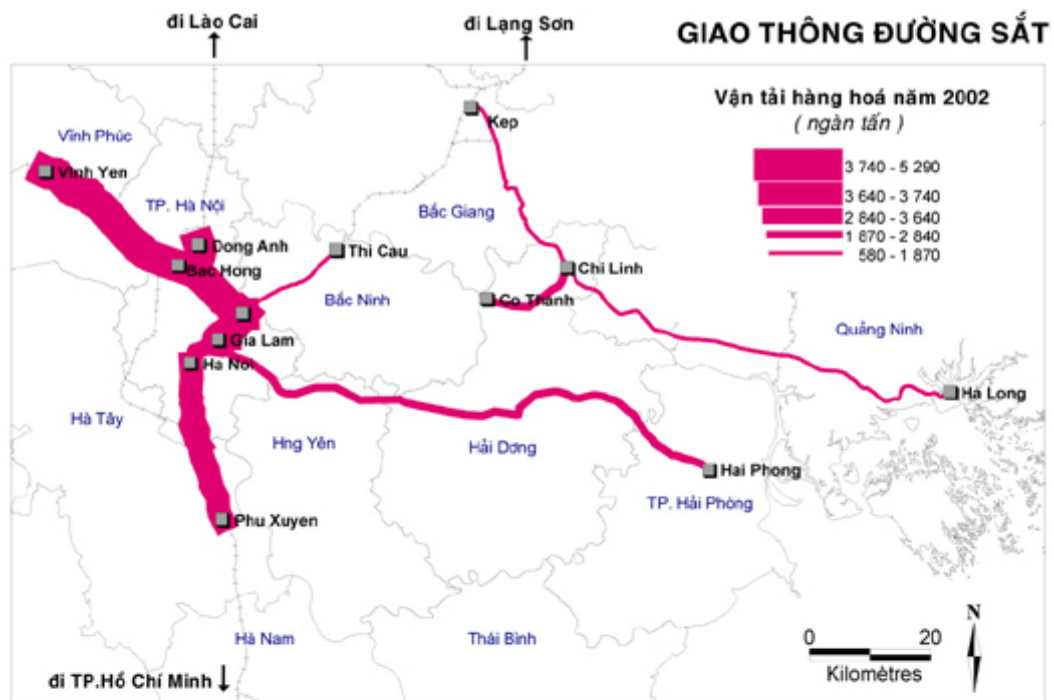 đi Lào Cai
đi Lạng Sơn
GIAO THÔNG ĐƯỜNG SẮT
Vận tải hàng hoá năm 2002
( ngàn tấn )
3 740 - 5 290
3 640 - 3 740
2 840 - 3 640
1 870 - 2 840
580 - 1 870
Kep
Vĩnh Phúc
Vinh Yen
TP. Hà Nội
Bắc Giang
Dong Anh
Thi Cau
Bac Hong
Chi Linh
Co Thanh
Bắc Ninh
Quảng Ninh
Gia Lam
Ha Noi
Ha Long
Hà Tây
Hng Yên
Hải Dơng
Hai Phong
TP. Hải Phòng
Phu Xuyen
Hà Nam
Thái Bình
N
0 20
Kilomètres
đi TP.Hồ Chí Minh